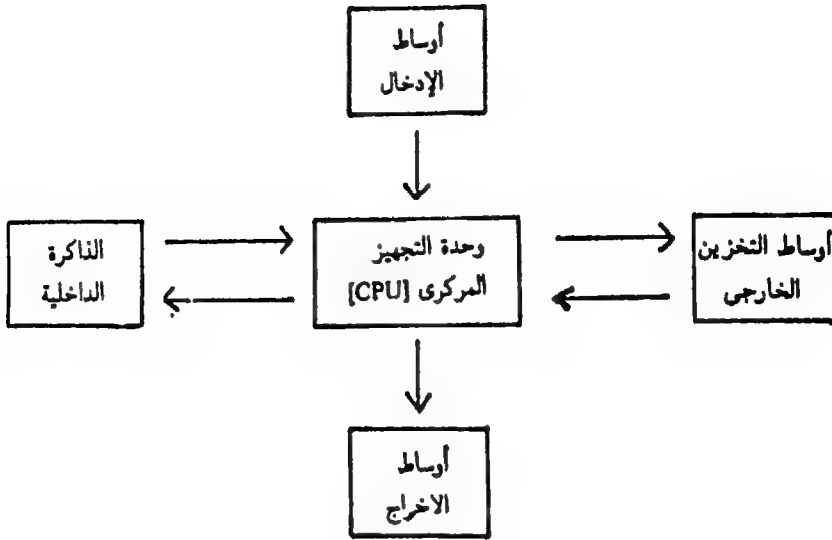 أوساط
الإدخال
أوساط التخزين
الخارجى
وحدة التجهيز
المركزى [CPU]
الذاكرة
الداخلية
أوساط
الاخراج